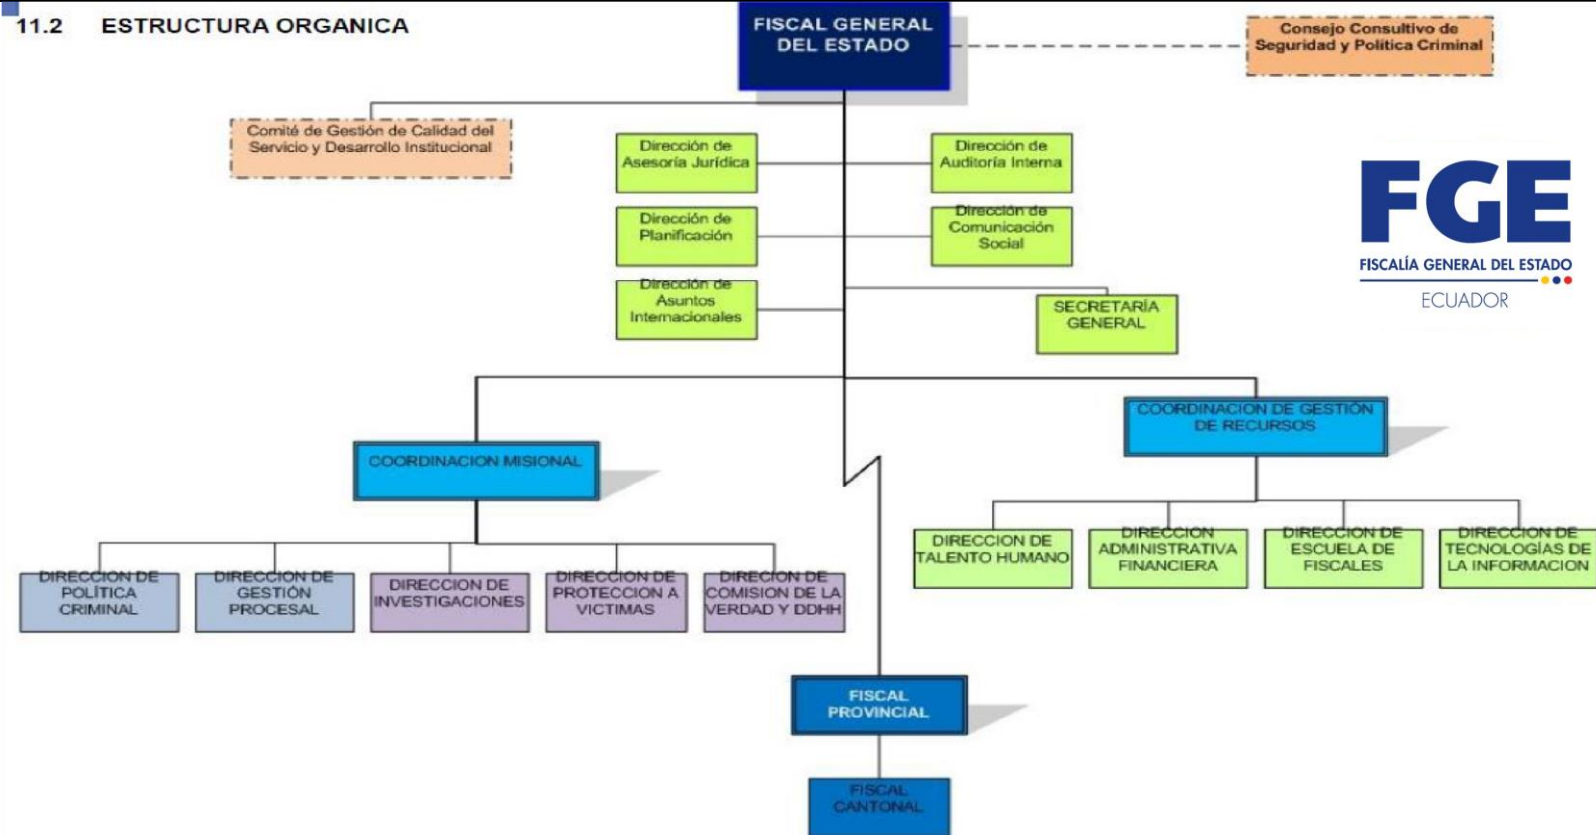 11.2 ESTRUCTURA ORGANICA
FISCAL GENERAL
DEL ESTADO
Consejo Consultivo de
Seguridad y Política Criminal
Comité de Gestión de Calidad del
Servicio y Desarrollo Institucional
Dirección de
Asesoría Jurídica
Dirección de
Auditoría Interna
Dirección de
Planificación
Dirección de
Comunicación
Social
Dirección de
Asuntos
Internacionales
SECRETARÍA
GENERAL
FGE
FISCALÍA GENERAL DEL ESTADO
ECUADOR
COORDINACION MISIONAL
COORDINACION DE GESTIÓN
DE RECURSOS
DIRECCION DE
POLÍTICA
CRIMINAL
DIRECCION DE
GESTIÓN
PROCESAL
DIRECCION DE
INVESTIGACIONES
DIRECCION DE
PROTECCION A
VICTIMAS
DIRECION DE
COMISION DE LA
VERDAD Y DDHH
DIRECCION DE
TALENTO HUMANO
DIRECCION
ADMINISTRATIVA
FINANCIERA
DIRECCION DE
ESCUELA DE
FISCALES
DIRECCION DE
TECNOLOGÍAS DE
LA INFORMACION
FISCAL
PROVINCIAL
FISCAL
CANTONAL